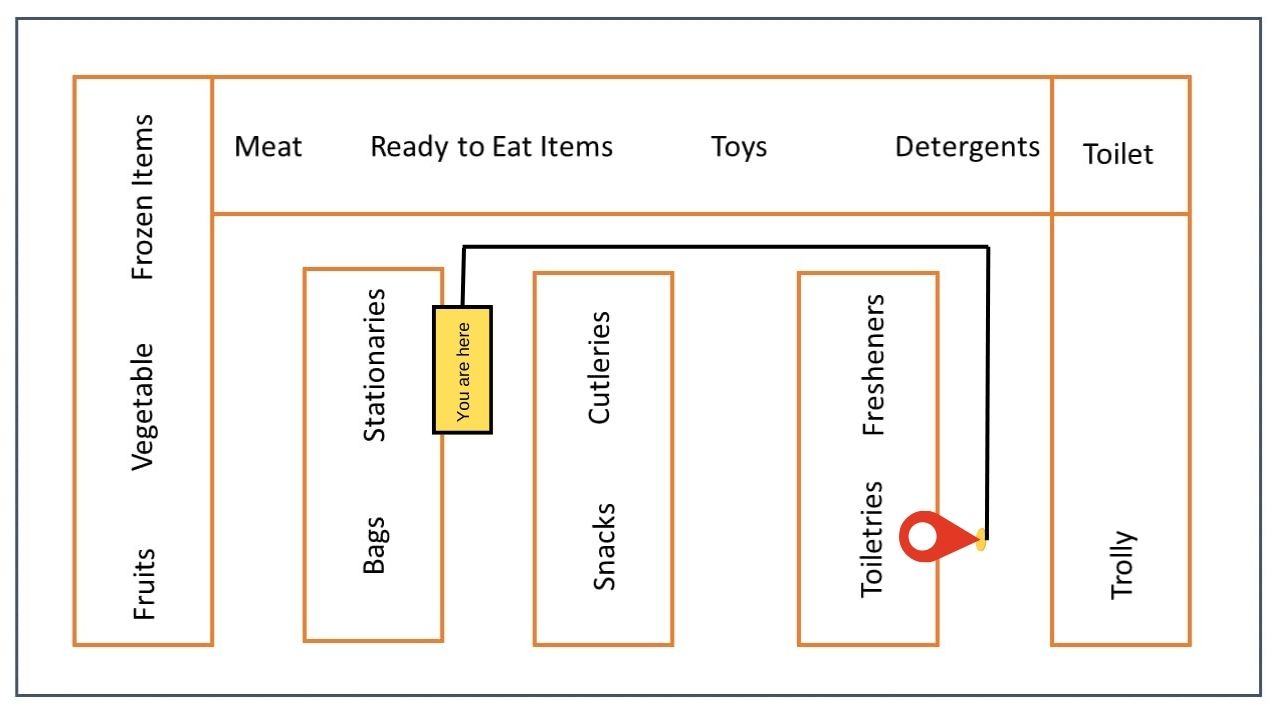 Meat Ready to Eat Items Toys Detergents Toilet
Frozen Items
Vegetable
Fruits
Stationaries
Bags
You are here
Cutleries
Snacks
Fresheners
Toiletries
Trolly